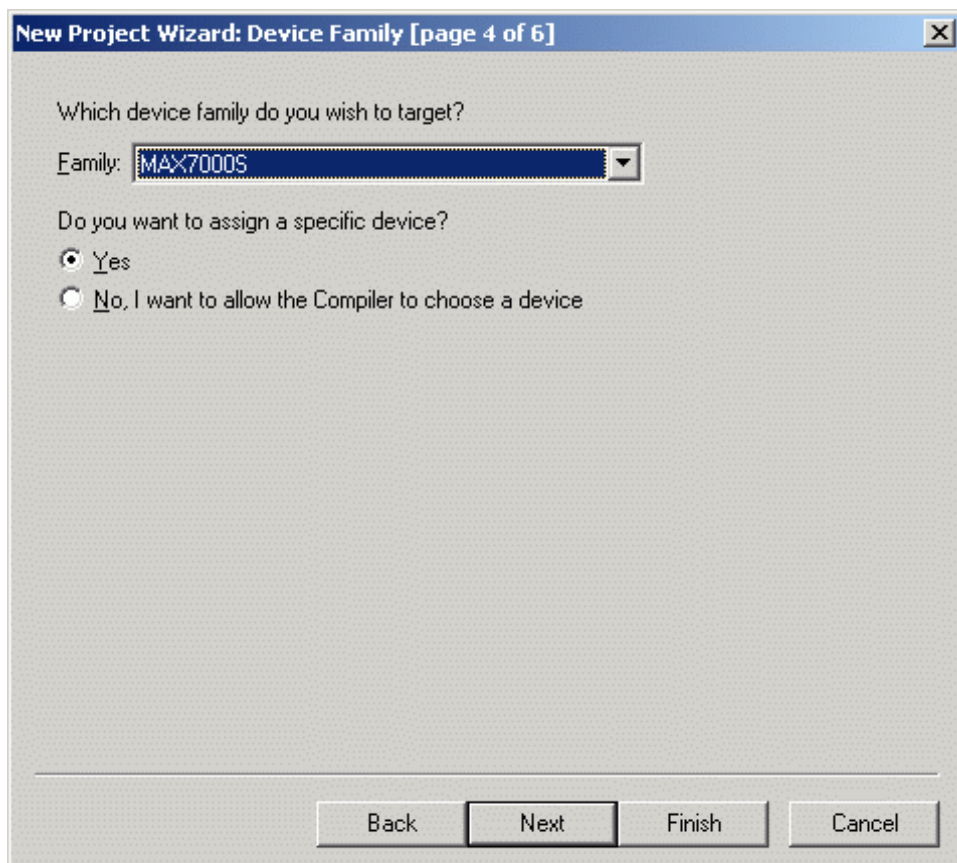 New Project Wizard: Device Family [page 4 of 6]
Which device family do you wish to target?
Family: MAX7000S
Do you want to assign a specific device?
Yes
No, I want to allow the Compiler to choose a device
Back Next Finish Cancel